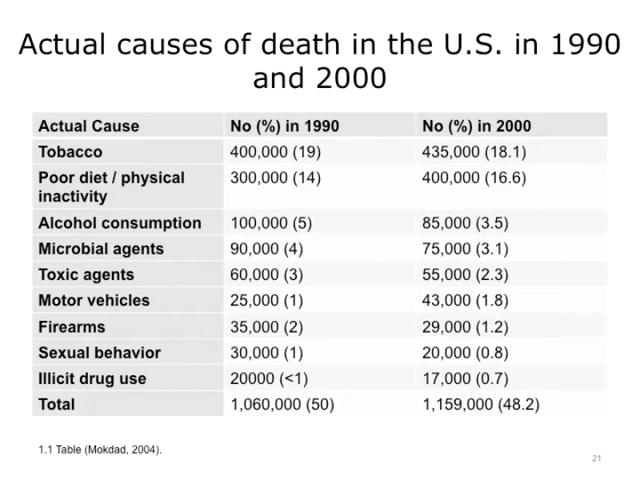 Actual causes of death in the U.S. in 1990
and 2000
Actual Cause No (%) in 1990 No (%) in 2000
Tobacco 400,000 (19) 435,000 (18.1)
Poor diet / physical 300,000 (14) 400,000 (16.6)
inactivity
Alcohol consumption 100,000 (5) 85,000 (3.5)
Microbial agents 90,000 (4) 75,000 (3.1)
Toxic agents 60,000 (3) 55,000 (2.3)
Motor vehicles 25,000 (1) 43,000 (1.8)
Firearms 35,000 (2) 29,000 (1.2)
Sexual behavior 30,000 (1) 20,000 (0.8)
Illicit drug use 20000 (<1) 17,000 (0.7)
Total 1,060,000 (50) 1,159,000 (48.2)
1.1 Table (Mokdad, 2004).
21